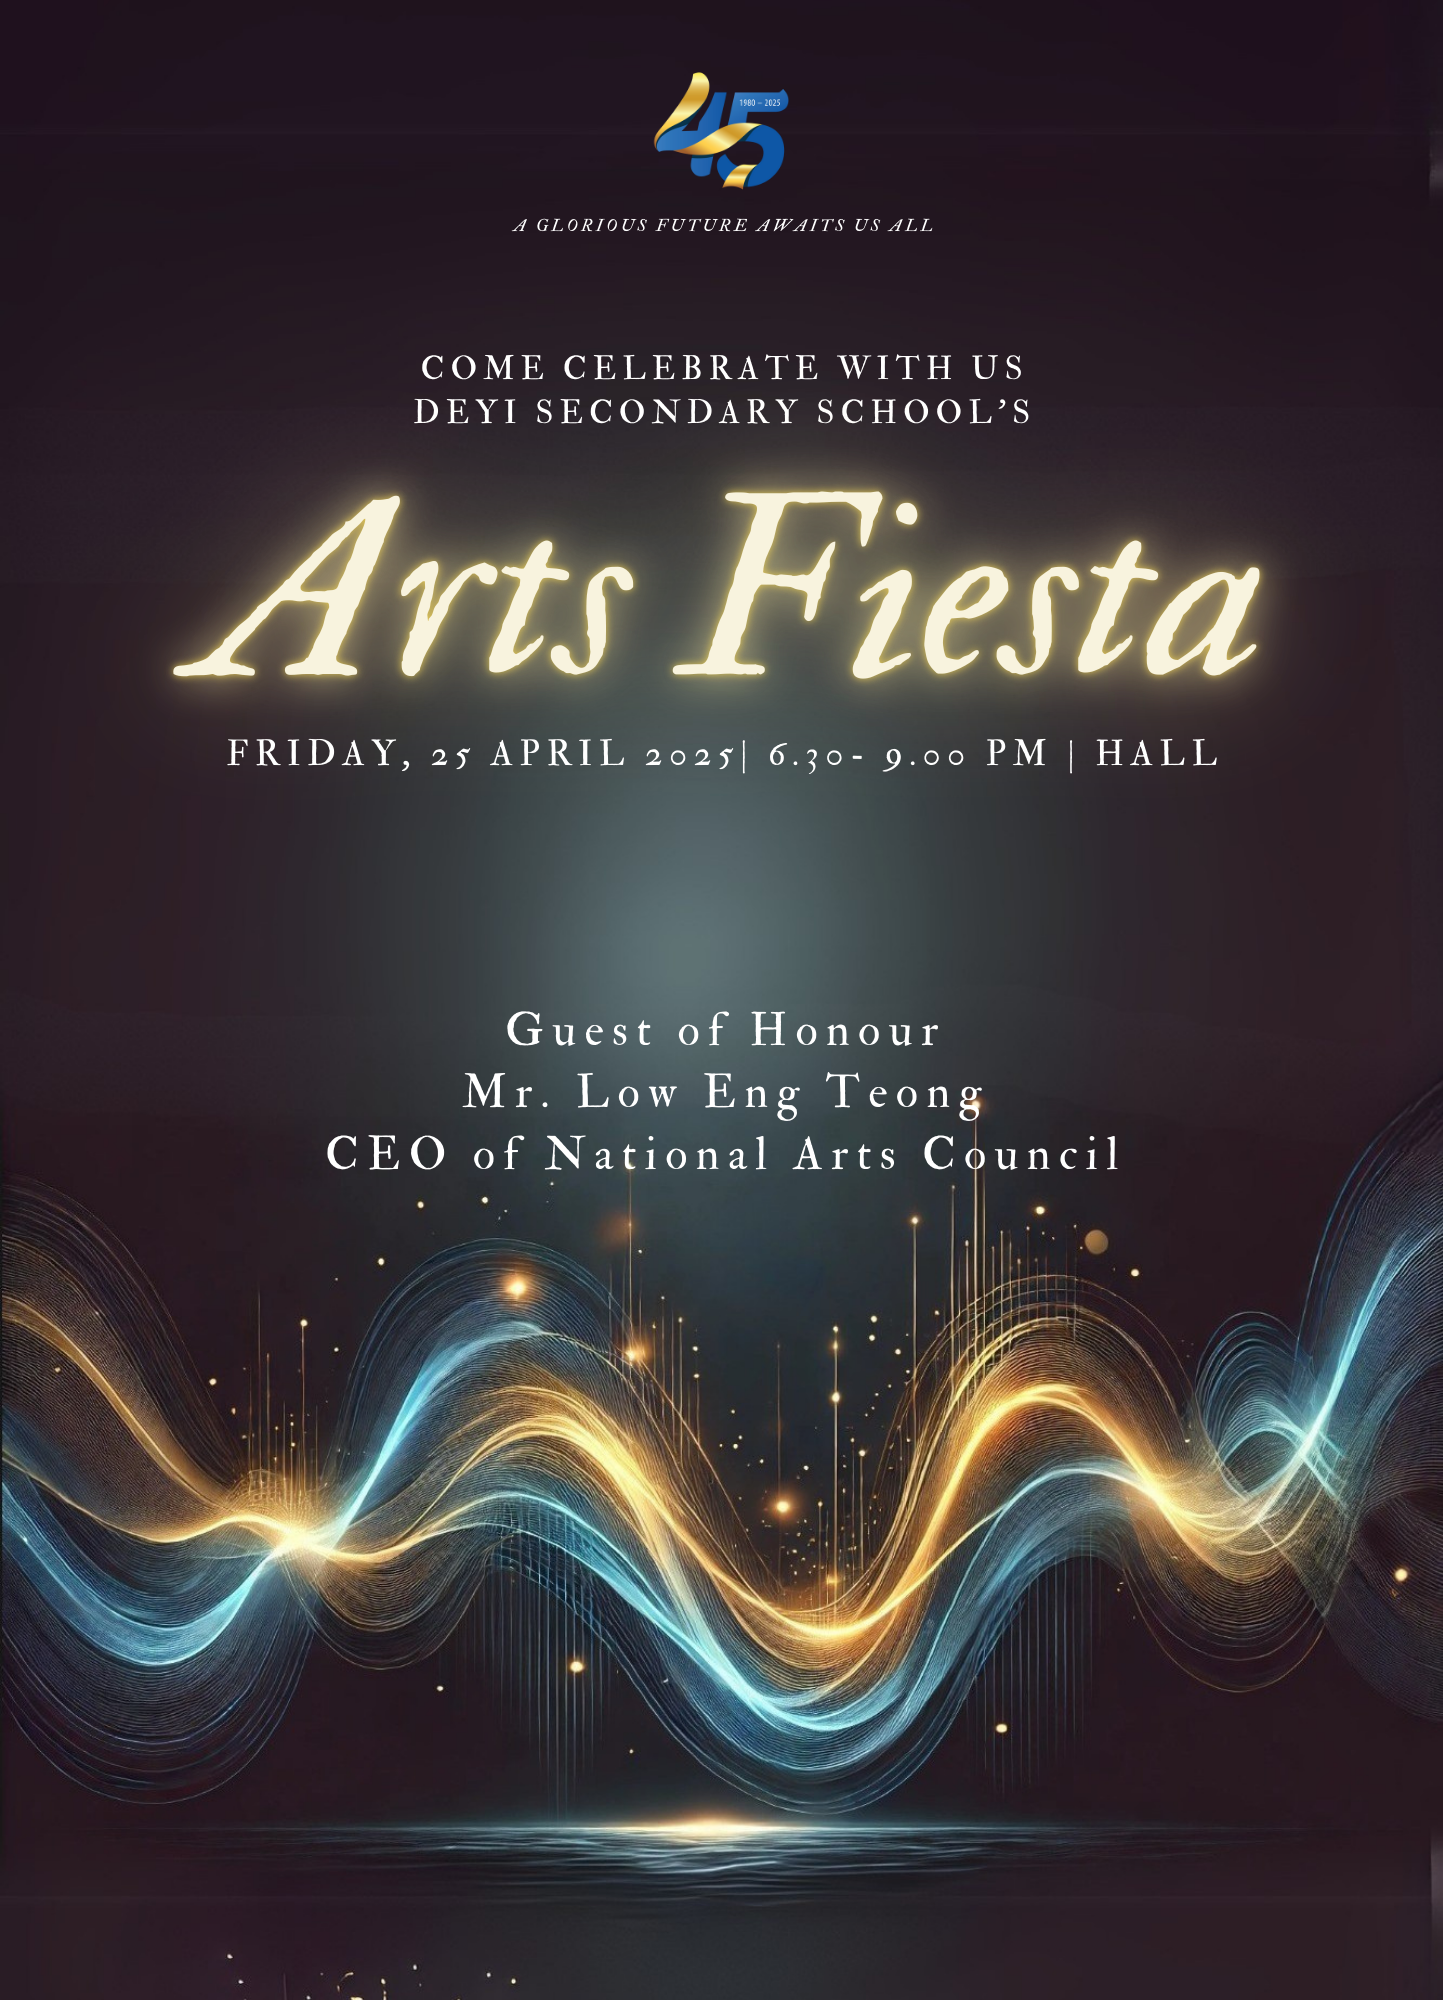 45
1980 – 2025
A GLORIOUS FUTURE AWAITS US ALL
COME CELEBRATE WITH US
DEYI SECONDARY SCHOOL’S
Arts Fiesta
FRIDAY, 25 APRIL 2025| 6.30- 9.00 PM | HALL
Guest of Honour
Mr. Low Eng Teong
CEO of National Arts Council